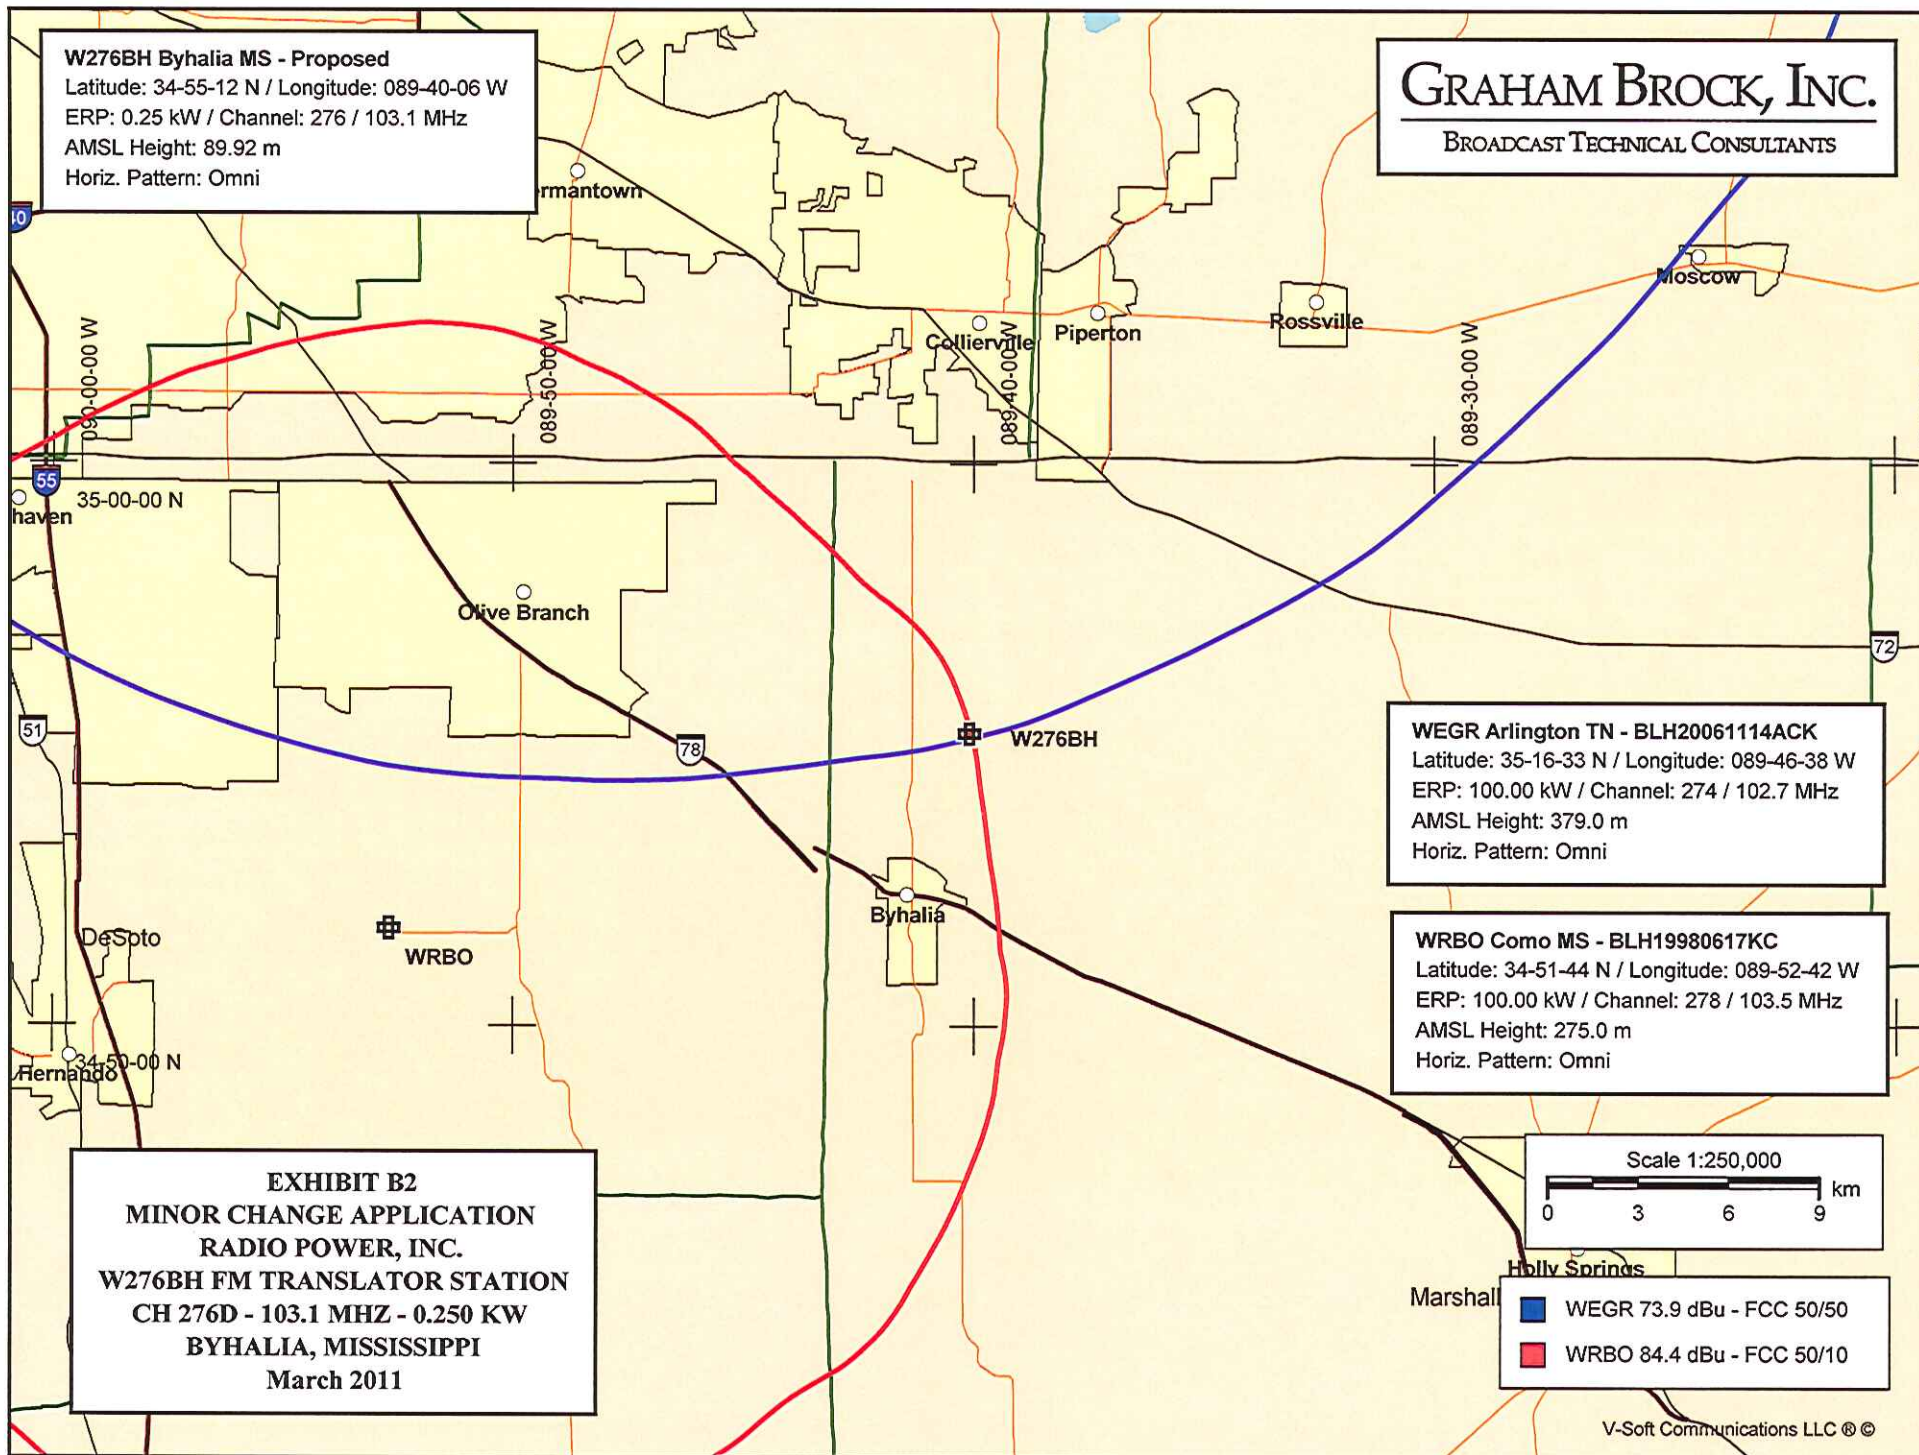 W276BH Byhalia MS - Proposed
Latitude: 34-55-12 N / Longitude: 089-40-06 W
ERP: 0.25 kW / Channel: 276 / 103.1 MHz
AMSL Height: 89.92 m
Horiz. Pattern: Omni
GRAHAM BROCK, INC.
BROADCAST TECHNICAL CONSULTANTS
40
ermantown
Moscow
Rossville
Piperton
Collierville
090-00-00 W
089-50-00 W
089-40-00 W
089-30-00 W
55
35-00-00 N
haven
Olive Branch
72
51
78
W276BH
WEGR Arlington TN - BLH20061114ACK
Latitude: 35-16-33 N / Longitude: 089-46-38 W
ERP: 100.00 kW / Channel: 274 / 102.7 MHz
AMSL Height: 379.0 m
Horiz. Pattern: Omni
Byhalia
DeSoto
WRBO
WRBO Como MS - BLH19980617KC
Latitude: 34-51-44 N / Longitude: 089-52-42 W
ERP: 100.00 kW / Channel: 278 / 103.5 MHz
AMSL Height: 275.0 m
Horiz. Pattern: Omni
34-50-00 N
Hernando
EXHIBIT B2
MINOR CHANGE APPLICATION
RADIO POWER, INC.
W276BH FM TRANSLATOR STATION
CH 276D - 103.1 MHZ - 0.250 KW
BYHALIA, MISSISSIPPI
March 2011
Scale 1:250,000
km
0 3 6 9
Holly Springs
Marshall
WEGR 73.9 dBu - FCC 50/50
WRBO 84.4 dBu - FCC 50/10
V-Soft Communications LLC ® ©